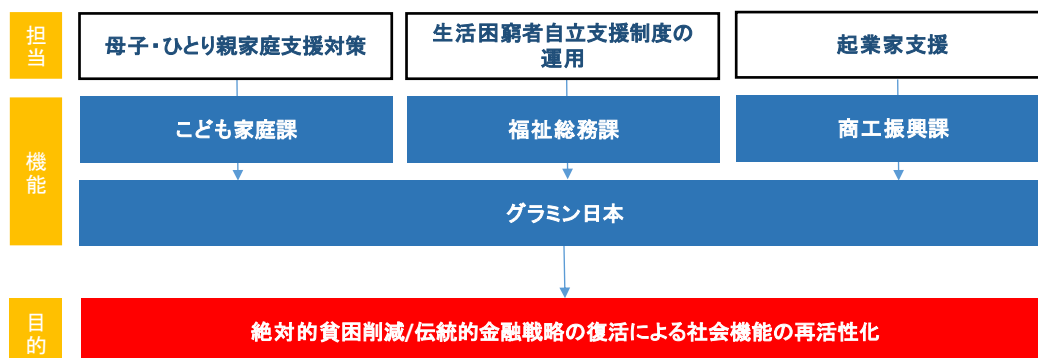 担当
母子・ひとり親家庭支援対策
生活困窮者自立支援制度の
運用
起業家支援
機能
こども家庭課
福祉総務課
商工振興課
グラミン日本
目的
絶対的貧困削減/伝統的金融戦略の復活による社会機能の再活性化